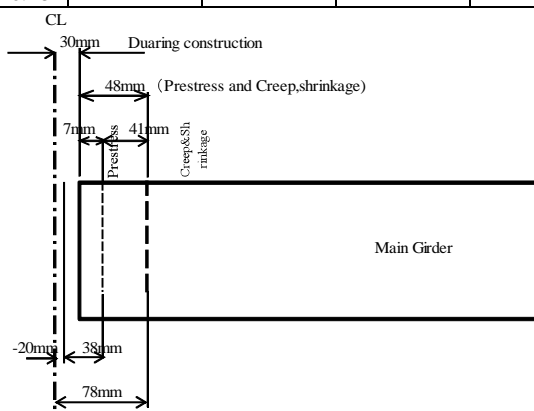 CL
30mm Duaring construction
48mm (Prestress and Creep,shrinkage)
7mm 41mm
Prestress
Creep&Sh
rinkage
Main Girder
-20mm 38mm
78mm